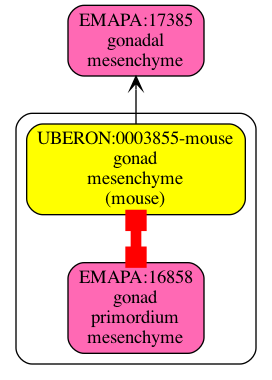 EMAPA:17385
gonadal
mesenchyme
UBERON:0003855-mouse
gonad
mesenchyme
(mouse)
EMAPA:16858
gonad
primordium
mesenchyme